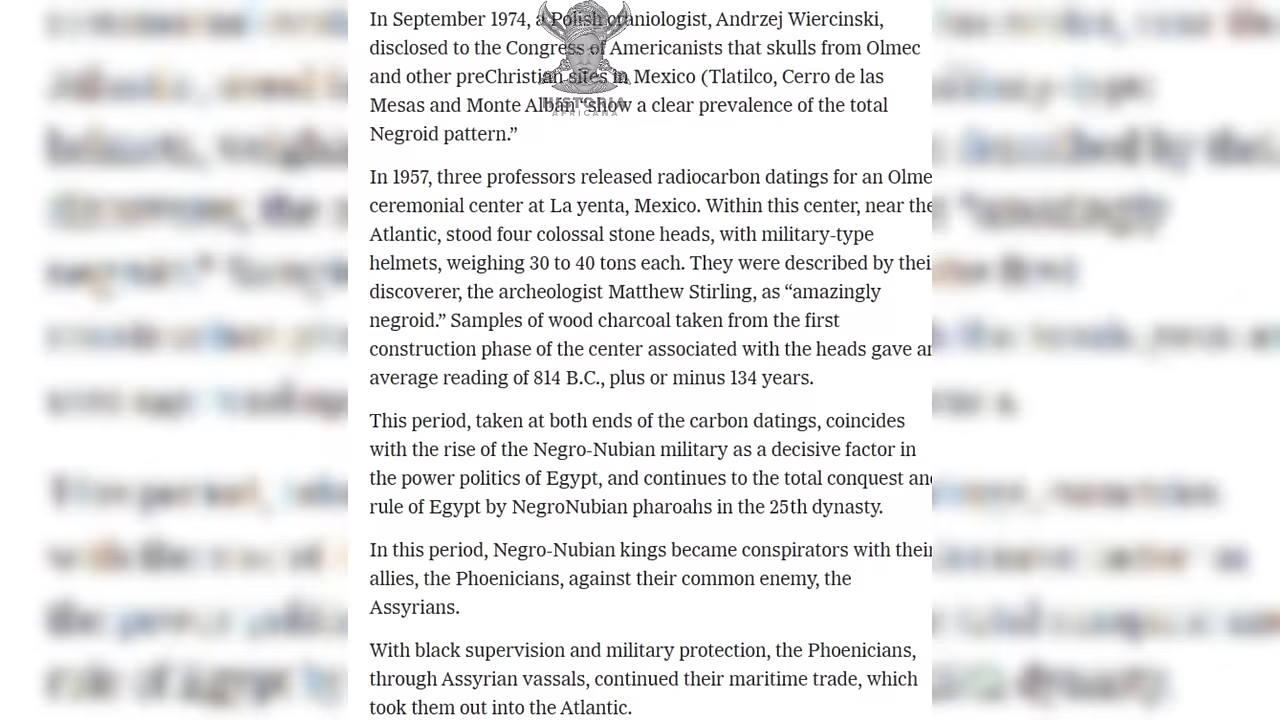 In September 1974, a Polish craniologist, Andrzej Wiercinski,
disclosed to the Congress of Americanists that skulls from Olmec
and other preChristian sites in Mexico (Tlatilco, Cerro de las
Mesas and Monte Alban “show a clear prevalence of the total
Negroid pattern.”
HISTORIA
AFRICANA
In 1957, three professors released radiocarbon datings for an Olme
ceremonial center at La yenta, Mexico. Within this center, near the
Atlantic, stood four colossal stone heads, with military-type
helmets, weighing 30 to 40 tons each. They were described by thei
discoverer, the archeologist Matthew Stirling, as “amazingly
negroid.” Samples of wood charcoal taken from the first
construction phase of the center associated with the heads gave an
average reading of 814 B.C., plus or minus 134 years.
This period, taken at both ends of the carbon datings, coincides
with the rise of the Negro-Nubian military as a decisive factor in
the power politics of Egypt, and continues to the total conquest and
rule of Egypt by NegroNubian pharoahs in the 25th dynasty.
In this period, Negro-Nubian kings became conspirators with their
allies, the Phoenicians, against their common enemy, the
Assyrians.
With black supervision and military protection, the Phoenicians,
through Assyrian vassals, continued their maritime trade, which
took them out into the Atlantic.